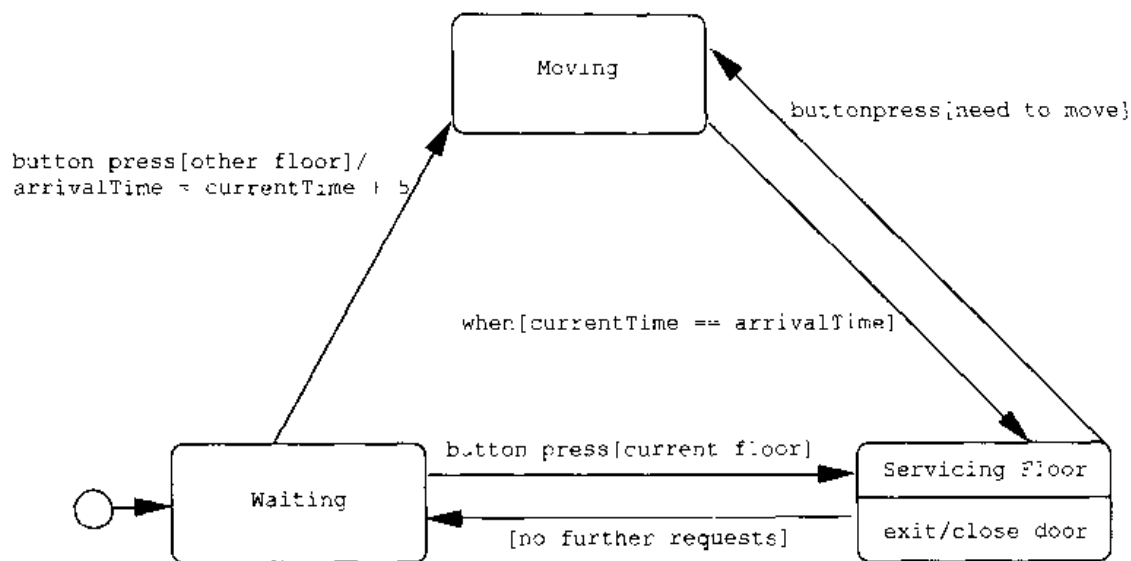 Moving
buttonpress[need to move]
button press[other floor]/
arrivalTime = currentTime + 5
when[currentTime == arrivalTime]
button press[current floor]
Servicing Floor
Waiting
[no further requests]
exit/close door